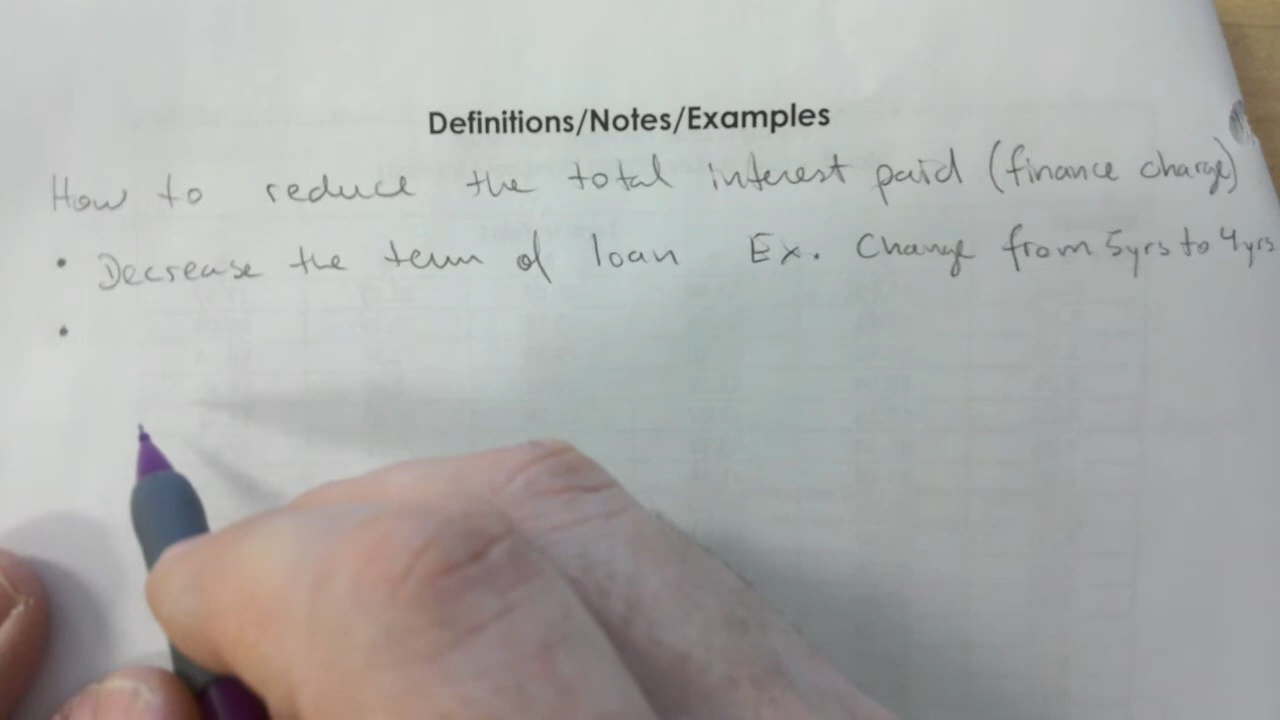 Definitions/Notes/Examples
How to reduce the total interest paid (finance charge)
• Decrease the term of loan Ex. Change from 5yrs to 4yrs
•